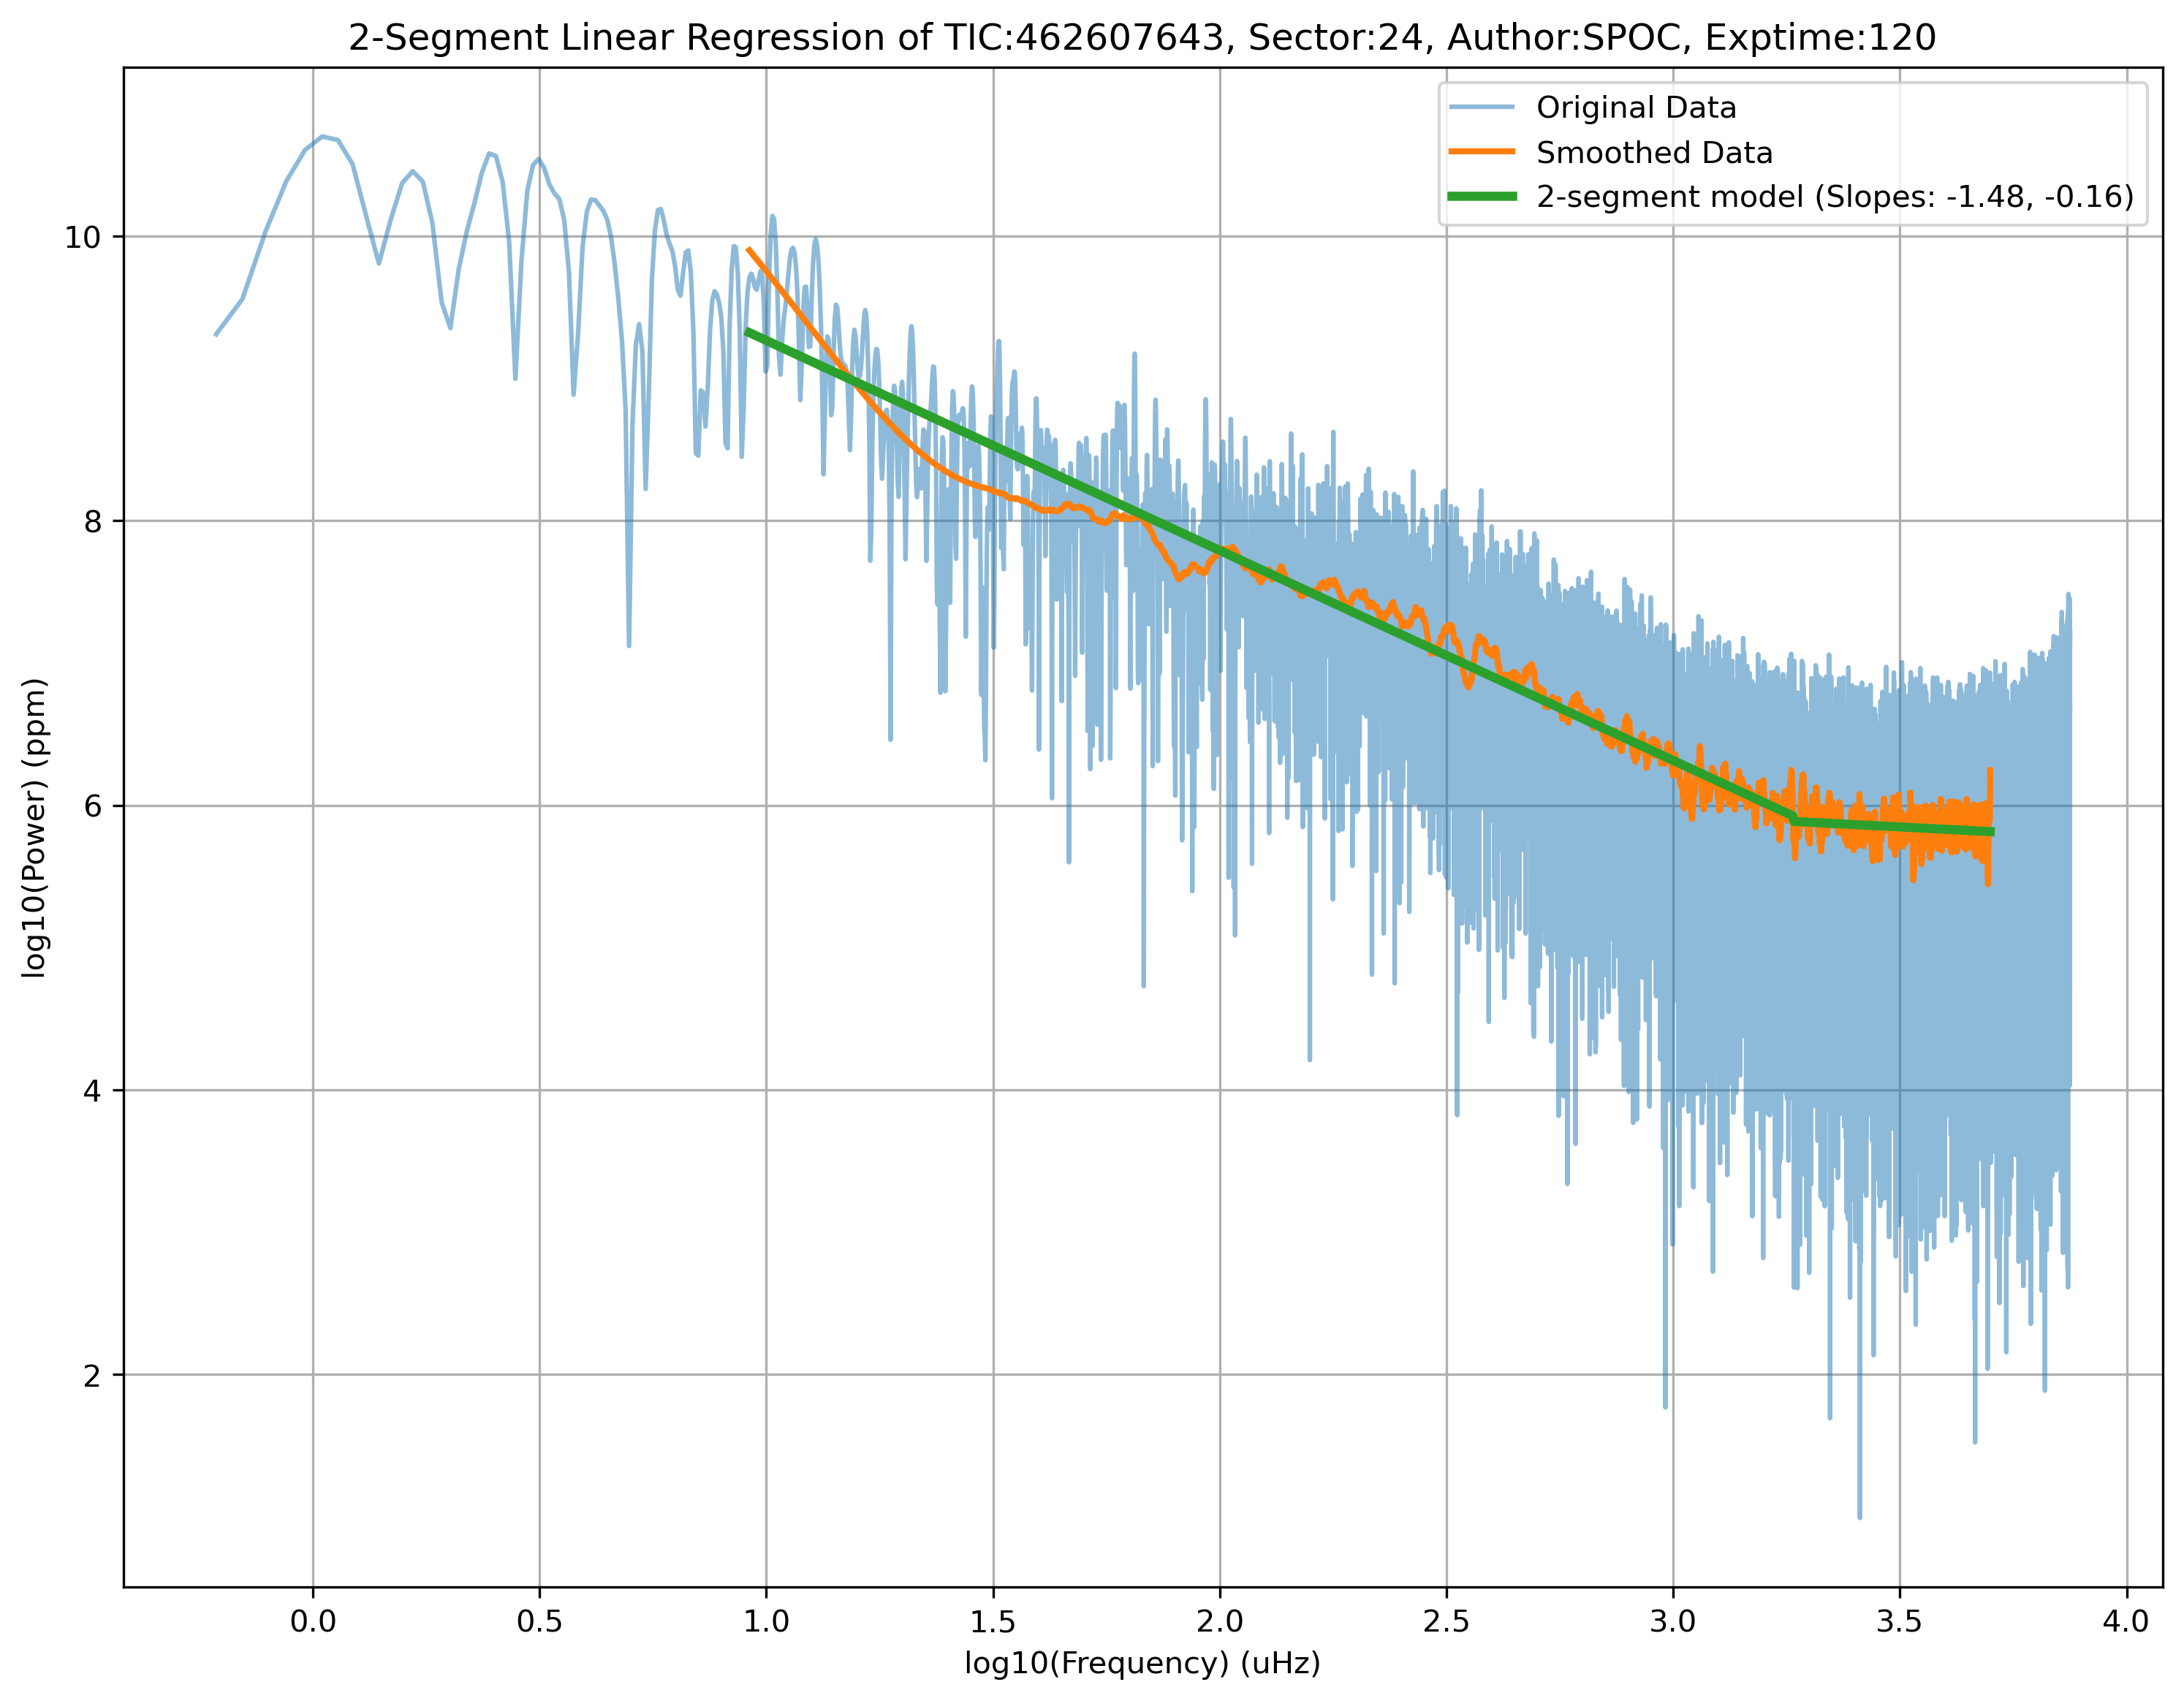 2-Segment Linear Regression of TIC:462607643, Sector:24, Author:SPOC, Exptime:120
Original Data
Smoothed Data
2-segment model (Slopes: -1.48, -0.16)
log10(Power) (ppm)
10
8
6
4
2
0.0 0.5 1.0 1.5 2.0 2.5 3.0 3.5 4.0
log10(Frequency) (uHz)